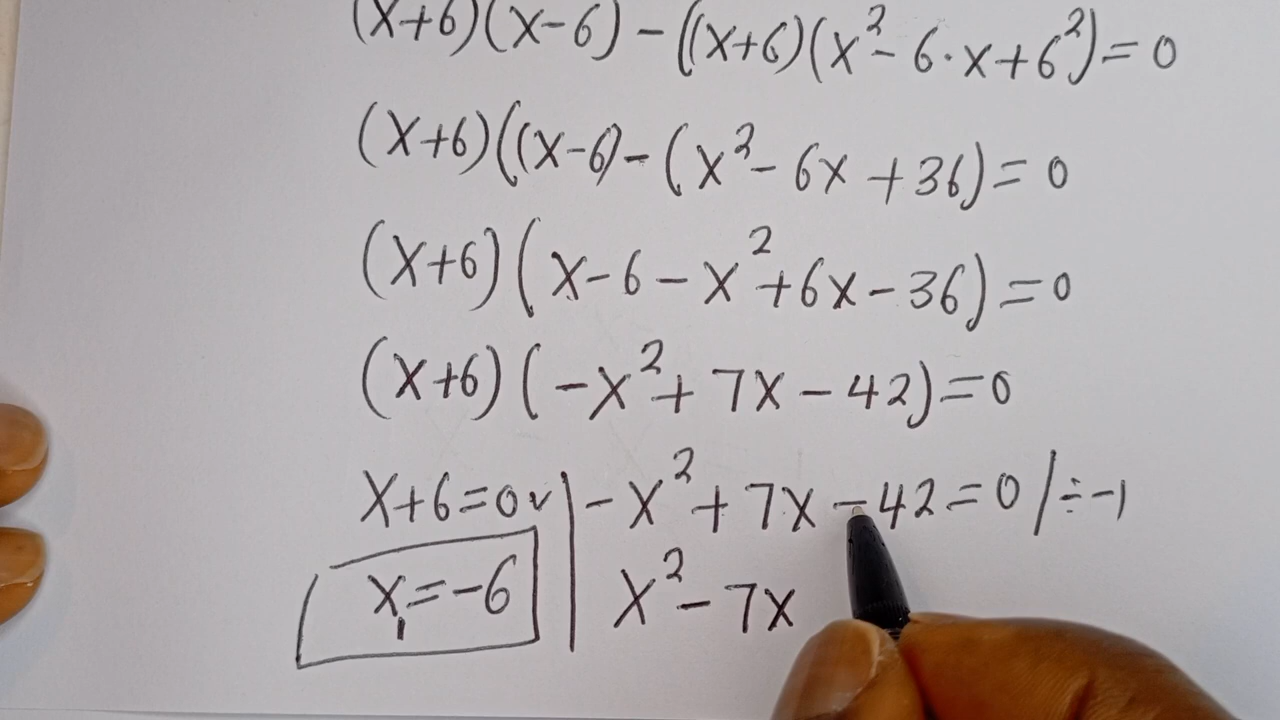 (x+6)(x-6) - ((x+6)(x²- 6·x+6²)=0
(x+6)((x-6)-(x²-6x+36)=0
(x+6)(x-6-x²+6x-36)=0
(x+6)(-x²+7x-42)=0
x+6=0 v | -x²+7x-42=0 / ÷-1
x₁=-6 | x²-7x